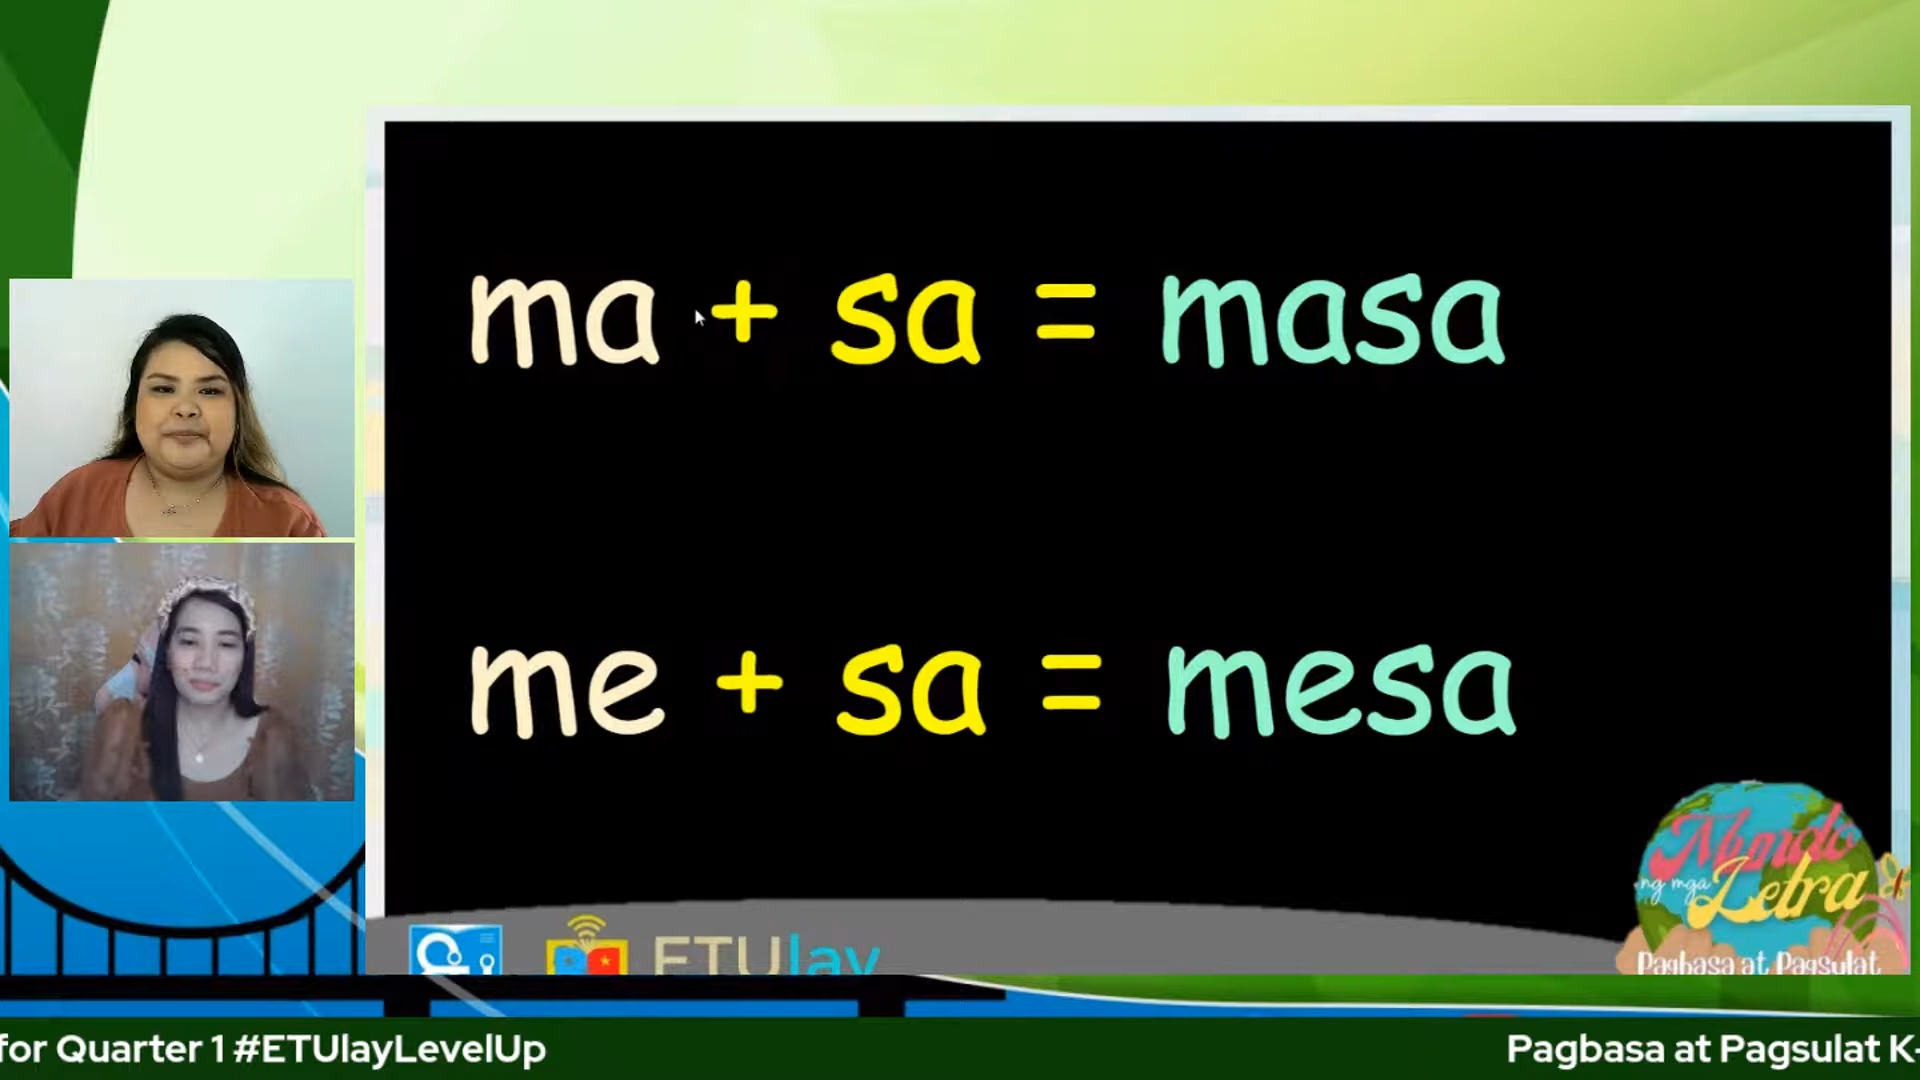 ma + sa = masa
me + sa = mesa
Mundo
ng mga
Letra
Pagbasa at Pagsulat
ETUlay
for Quarter 1 #ETUlayLevelUp
Pagbasa at Pagsulat K-